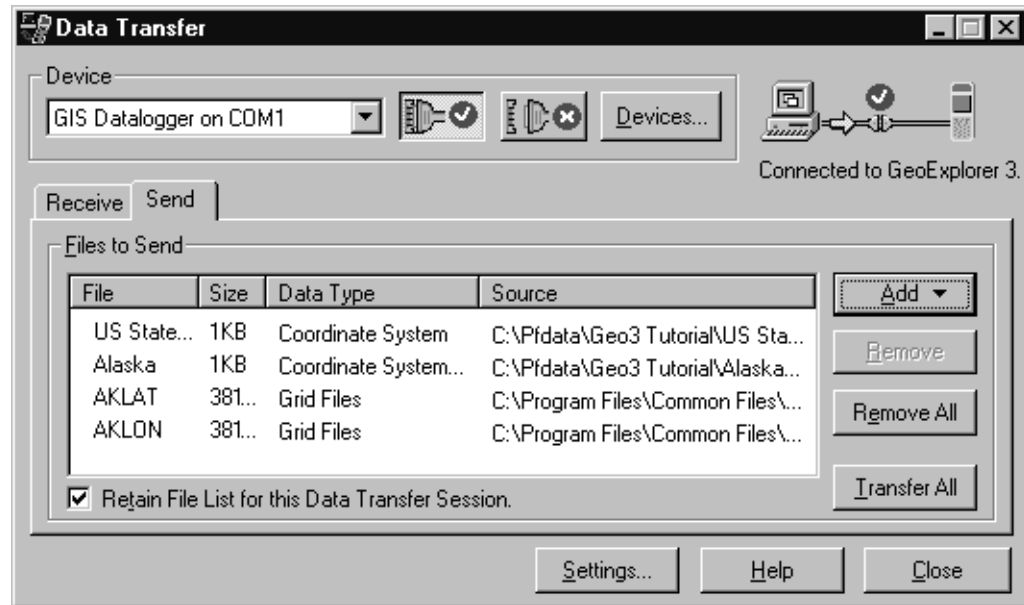 Data Transfer
Device
GIS Datalogger on COM1
Devices...
Connected to GeoExplorer 3.
Receive Send
Files to Send
File Size Data Type Source
US State... 1KB Coordinate System C:\Pfdata\Geo3 Tutorial\US Sta...
Alaska 1KB Coordinate System... C:\Pfdata\Geo3 Tutorial\Alaska...
AKLAT 381... Grid Files C:\Program Files\Common Files\...
AKLON 381... Grid Files C:\Program Files\Common Files\...
Add
Remove
Remove All
Transfer All
Retain File List for this Data Transfer Session.
Settings... Help Close